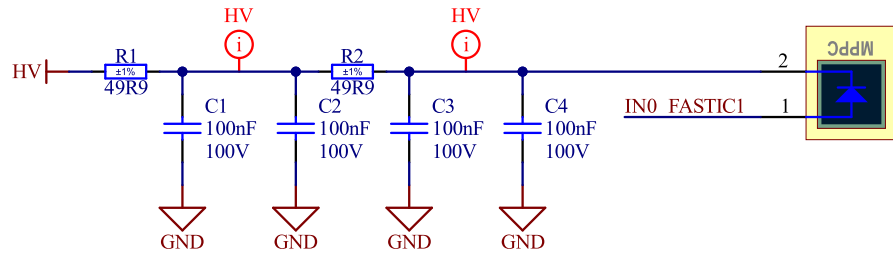 HV
HV
HV
R1
±1%
49R9
R2
±1%
49R9
i
i
C1
100nF
100V
C2
100nF
100V
C3
100nF
100V
C4
100nF
100V
GND
GND
GND
GND
IN0_FASTIC1
2
1
MPPC